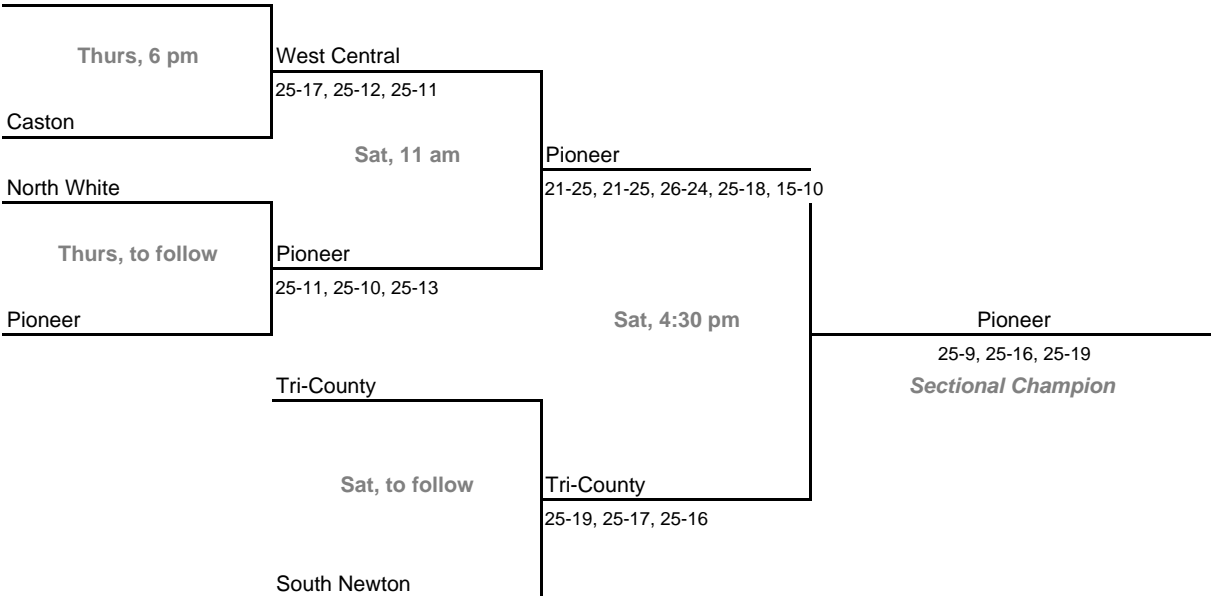 Thurs, 6 pm
West Central
25-17, 25-12, 25-11
Caston
Sat, 11 am
Pioneer
North White
21-25, 21-25, 26-24, 25-18, 15-10
Thurs, to follow
Pioneer
25-11, 25-10, 25-13
Pioneer
Sat, 4:30 pm
Pioneer
25-9, 25-16, 25-19
Tri-County
Sectional Champion
Sat, to follow
Tri-County
25-19, 25-17, 25-16
South Newton